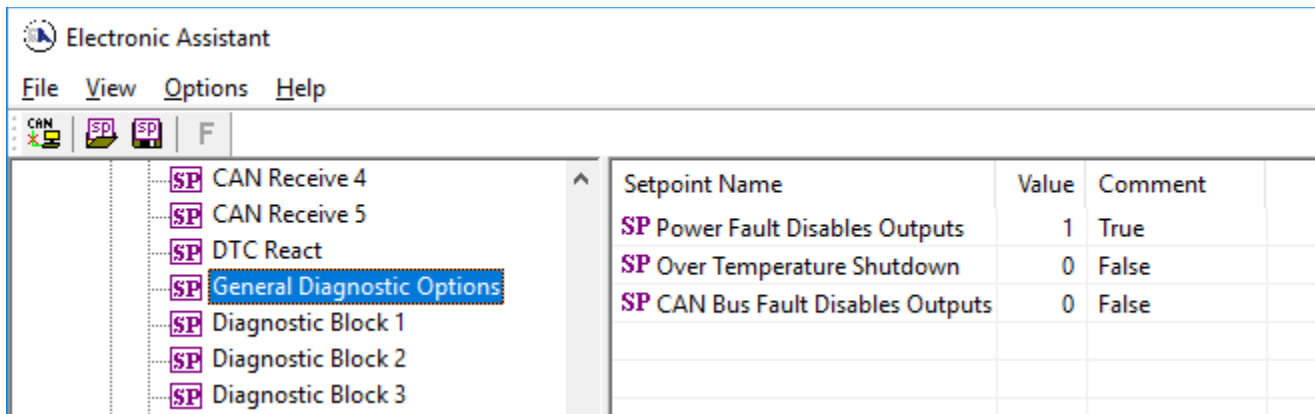 Electronic Assistant
File View Options Help
CAN SP SP F
SP CAN Receive 4
SP CAN Receive 5
SP DTC React
SP General Diagnostic Options
SP Diagnostic Block 1
SP Diagnostic Block 2
SP Diagnostic Block 3
Setpoint Name Value Comment
SP Power Fault Disables Outputs 1 True
SP Over Temperature Shutdown 0 False
SP CAN Bus Fault Disables Outputs 0 False